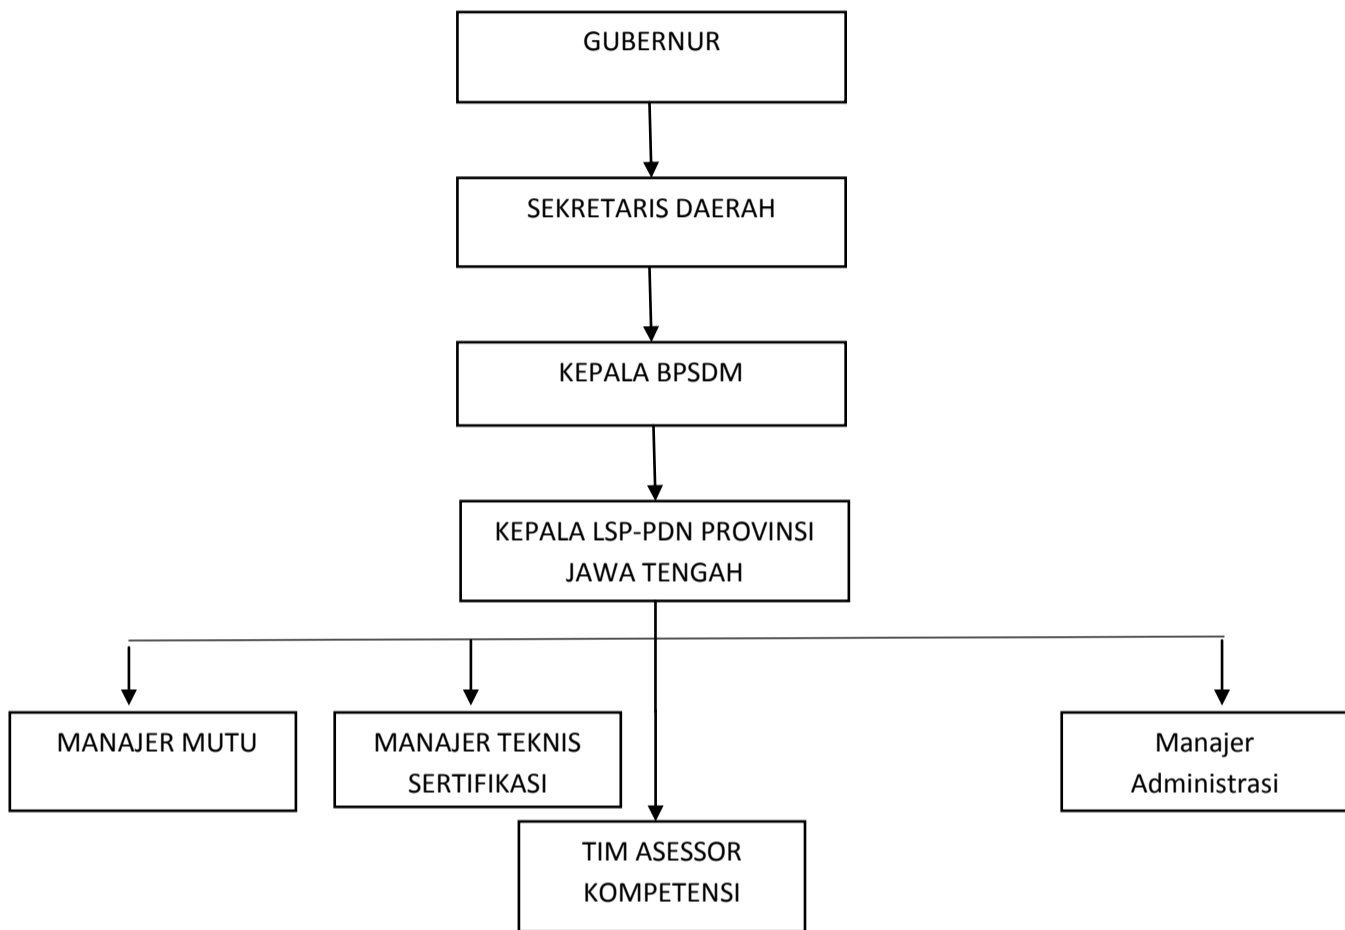 GUBERNUR
SEKRETARIS DAERAH
KEPALA BPSDM
KEPALA LSP-PDN PROVINSI
JAWA TENGAH
MANAJER MUTU
MANAJER TEKNIS
SERTIFIKASI
Manajer
Administrasi
TIM ASESSOR
KOMPETENSI